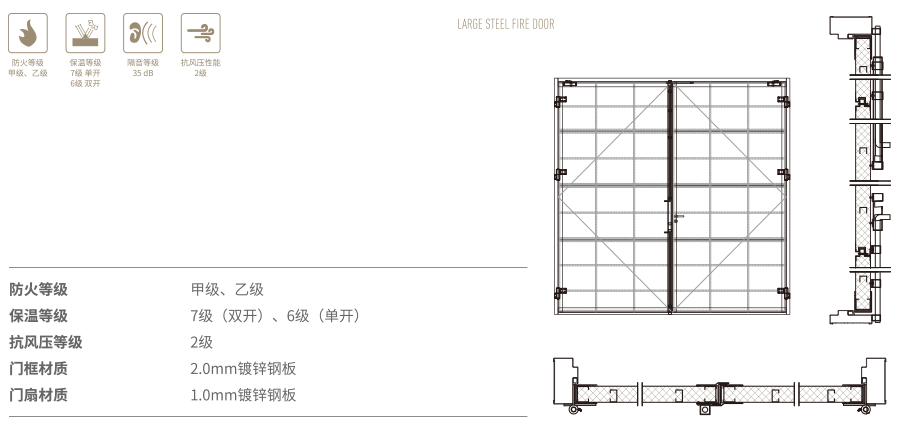 LARGE STEEL FIRE DOOR
防火等级
甲级、乙级
保温等级
7级 单开
6级 双开
隔音等级
35 dB
抗风压性能
2级
防火等级 甲级、乙级
保温等级 7级（双开）、6级（单开）
抗风压等级 2级
门框材质 2.0mm镀锌钢板
门扇材质 1.0mm镀锌钢板